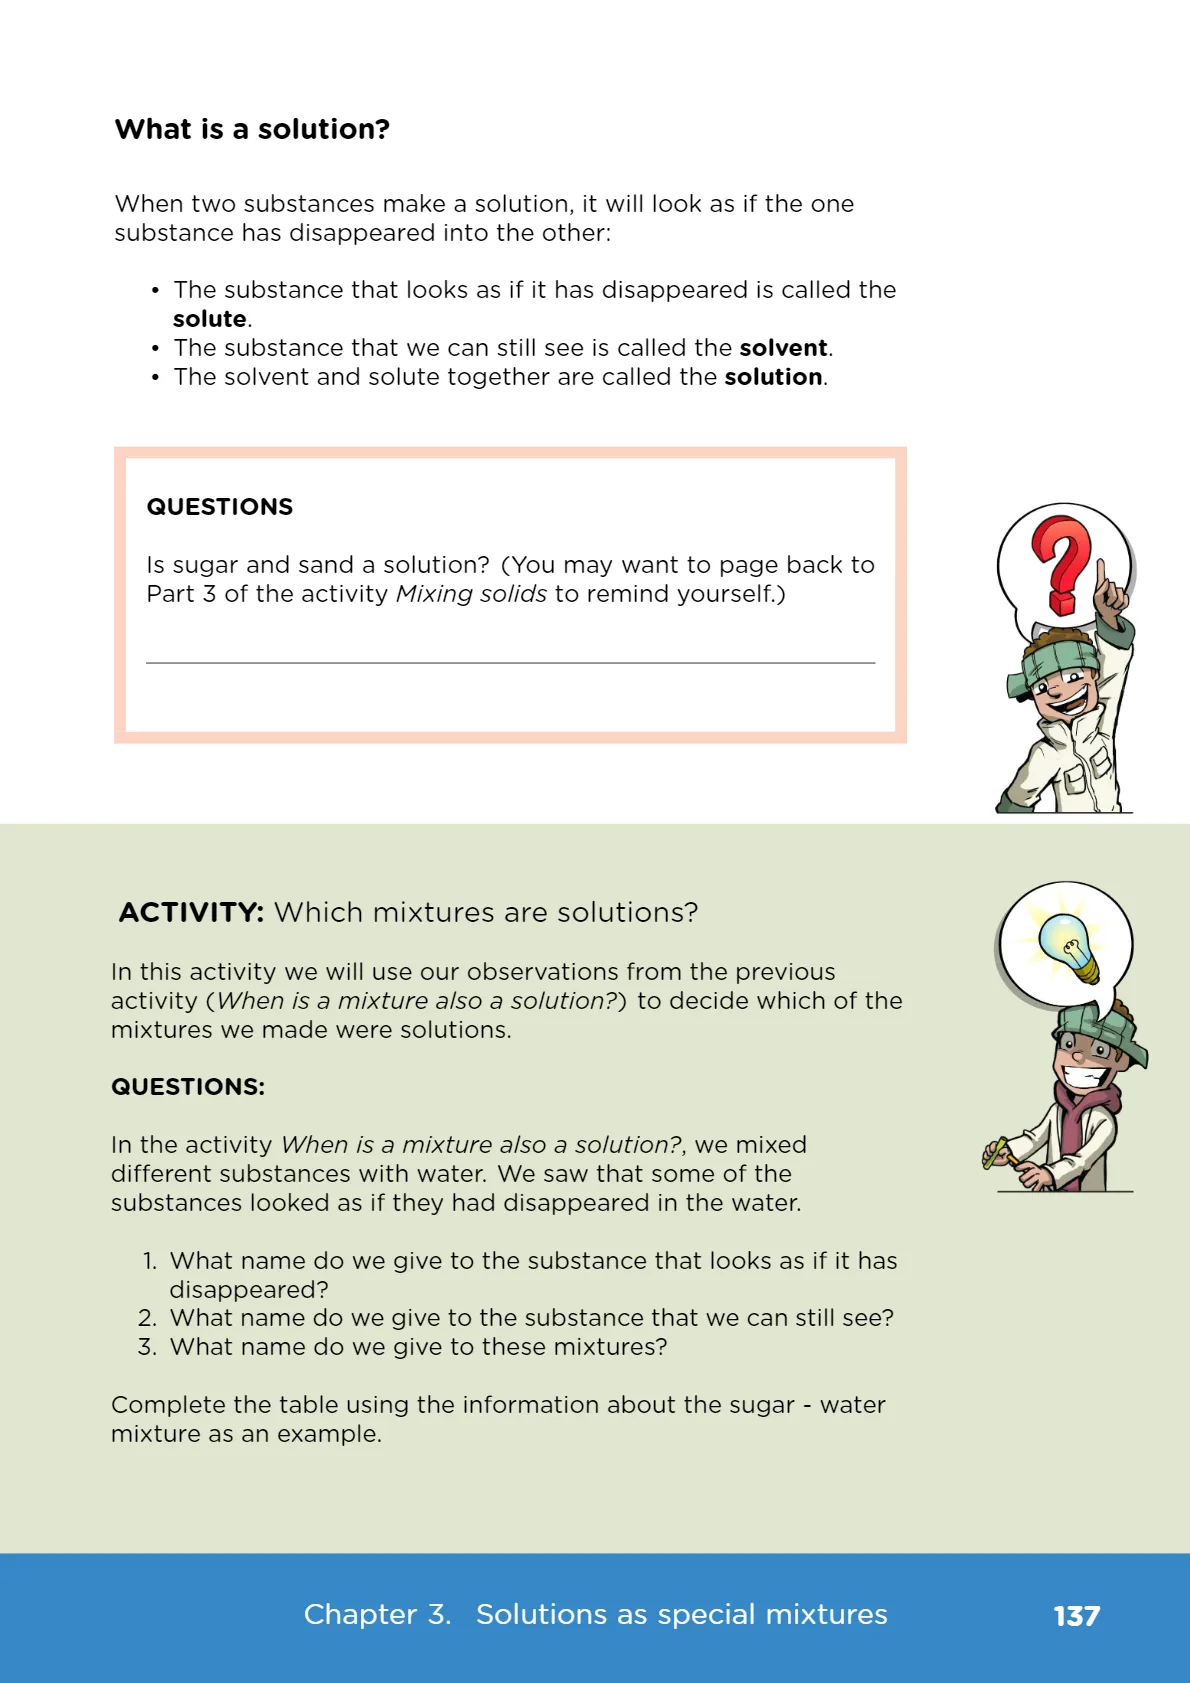 What is a solution?
When two substances make a solution, it will look as if the one
substance has disappeared into the other:
• The substance that looks as if it has disappeared is called the
solute.
• The substance that we can still see is called the solvent.
• The solvent and solute together are called the solution.
QUESTIONS
Is sugar and sand a solution? (You may want to page back to
Part 3 of the activity Mixing solids to remind yourself.)
?
ACTIVITY: Which mixtures are solutions?
In this activity we will use our observations from the previous
activity (When is a mixture also a solution?) to decide which of the
mixtures we made were solutions.
QUESTIONS:
In the activity When is a mixture also a solution?, we mixed
different substances with water. We saw that some of the
substances looked as if they had disappeared in the water.
1. What name do we give to the substance that looks as if it has
disappeared?
2. What name do we give to the substance that we can still see?
3. What name do we give to these mixtures?
Complete the table using the information about the sugar - water
mixture as an example.
Chapter 3. Solutions as special mixtures 137